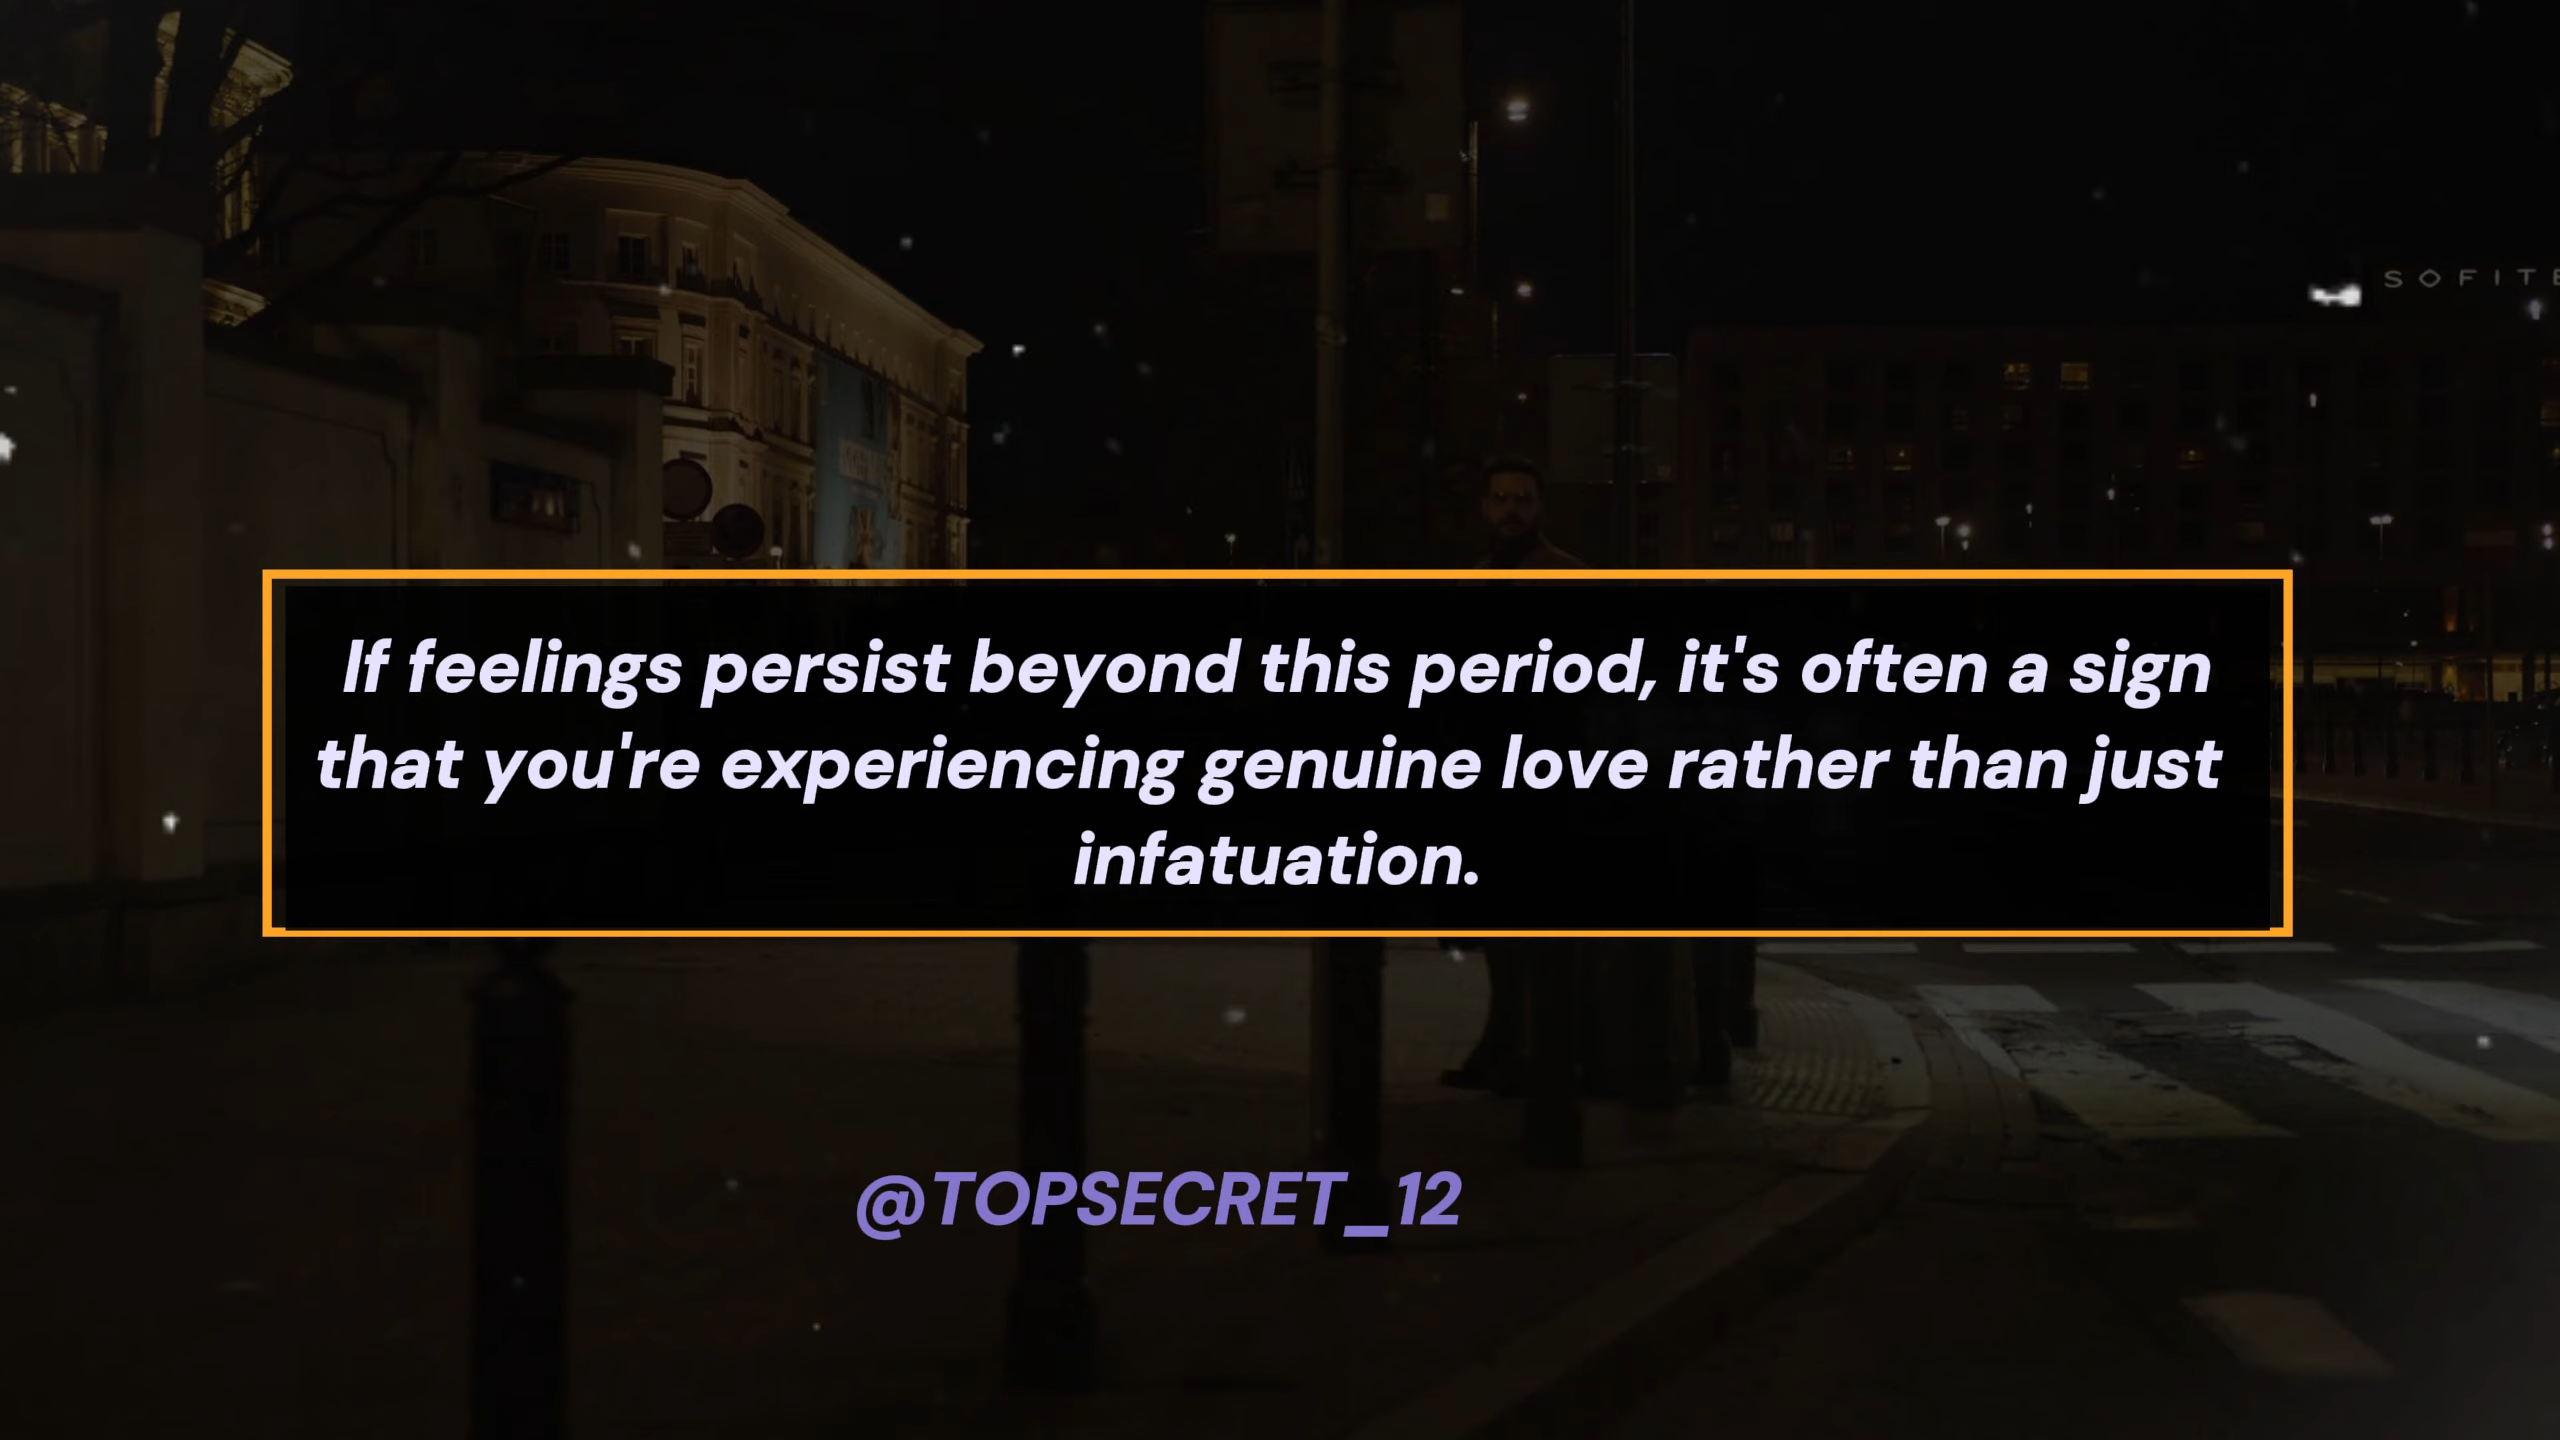 SOFITE
If feelings persist beyond this period, it's often a sign
that you're experiencing genuine love rather than just
infatuation.
@TOPSECRET_12